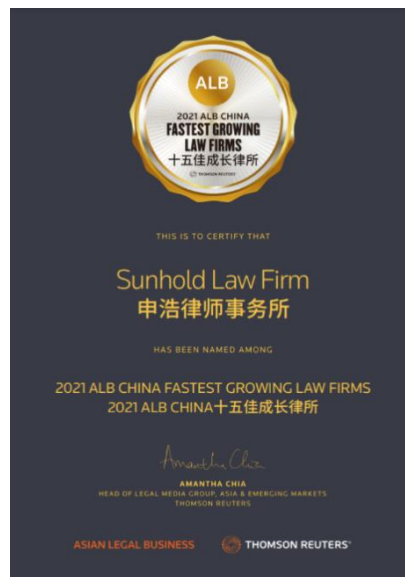 ALB
2021 ALB CHINA
FASTEST GROWING
LAW FIRMS
十五佳成长律所
THOMSON REUTERS
THIS IS TO CERTIFY THAT
Sunhold Law Firm
申浩律师事务所
HAS BEEN NAMED AMONG
2021 ALB CHINA FASTEST GROWING LAW FIRMS
2021 ALB CHINA十五佳成长律所
Amantha Chia
AMANTHA CHIA
HEAD OF LEGAL MEDIA GROUP, ASIA & EMERGING MARKETS
THOMSON REUTERS
ASIAN LEGAL BUSINESS
THOMSON REUTERS®